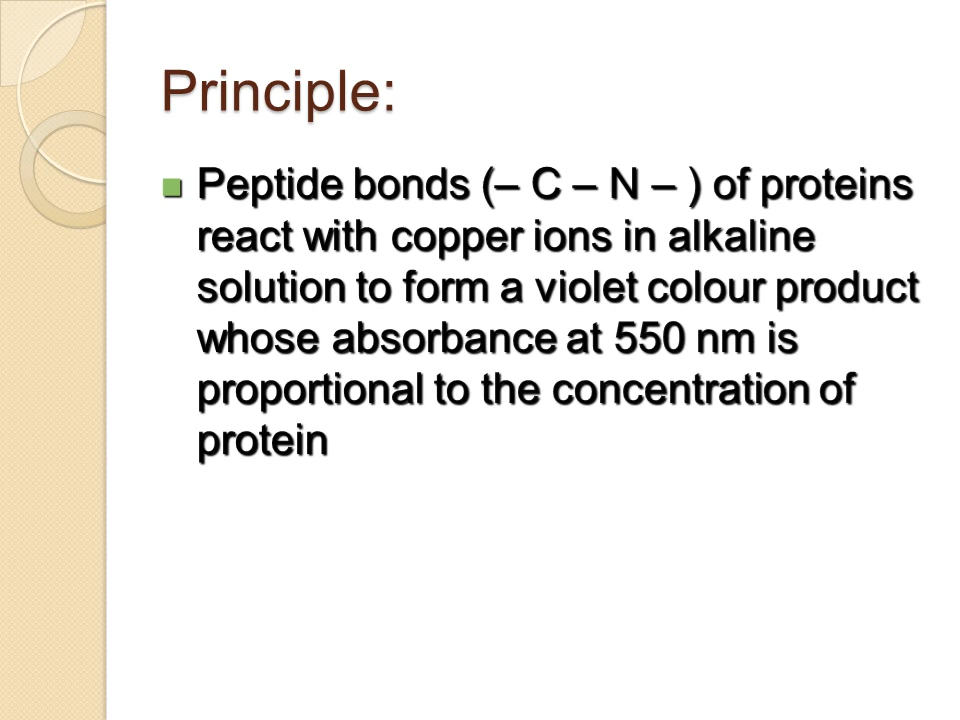 Principle:
■ Peptide bonds (– C – N – ) of proteins
react with copper ions in alkaline
solution to form a violet colour product
whose absorbance at 550 nm is
proportional to the concentration of
protein